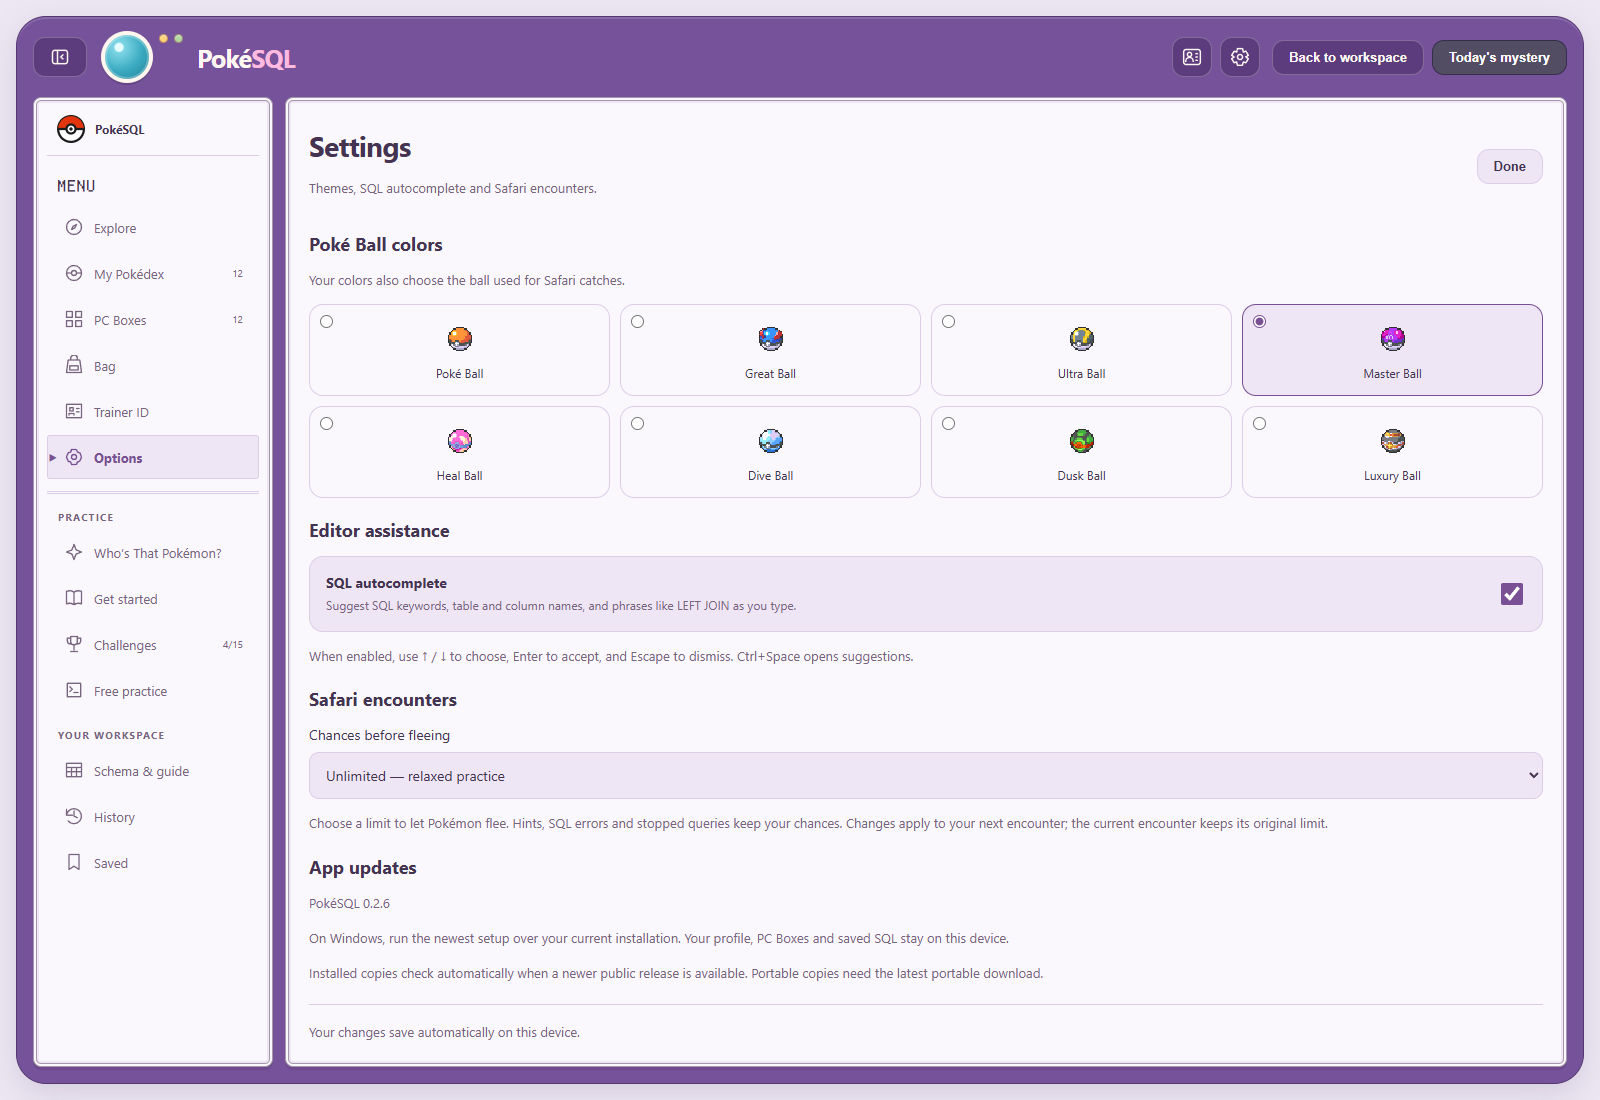 PokéSQL
Back to workspace
Today's mystery
PokéSQL
MENU
Explore
My Pokédex 12
PC Boxes 12
Bag
Trainer ID
Options
PRACTICE
Who's That Pokémon?
Get started
Challenges 4/15
Free practice
YOUR WORKSPACE
Schema & guide
History
Saved
Settings
Themes, SQL autocomplete and Safari encounters.
Done
Poké Ball colors
Your colors also choose the ball used for Safari catches.
Poké Ball
Great Ball
Ultra Ball
Master Ball
Heal Ball
Dive Ball
Dusk Ball
Luxury Ball
Editor assistance
SQL autocomplete
Suggest SQL keywords, table and column names, and phrases like LEFT JOIN as you type.
When enabled, use ↑ / ↓ to choose, Enter to accept, and Escape to dismiss. Ctrl+Space opens suggestions.
Safari encounters
Chances before fleeing
Unlimited — relaxed practice
Choose a limit to let Pokémon flee. Hints, SQL errors and stopped queries keep your chances. Changes apply to your next encounter; the current encounter keeps its original limit.
App updates
PokéSQL 0.2.6
On Windows, run the newest setup over your current installation. Your profile, PC Boxes and saved SQL stay on this device.
Installed copies check automatically when a newer public release is available. Portable copies need the latest portable download.
Your changes save automatically on this device.